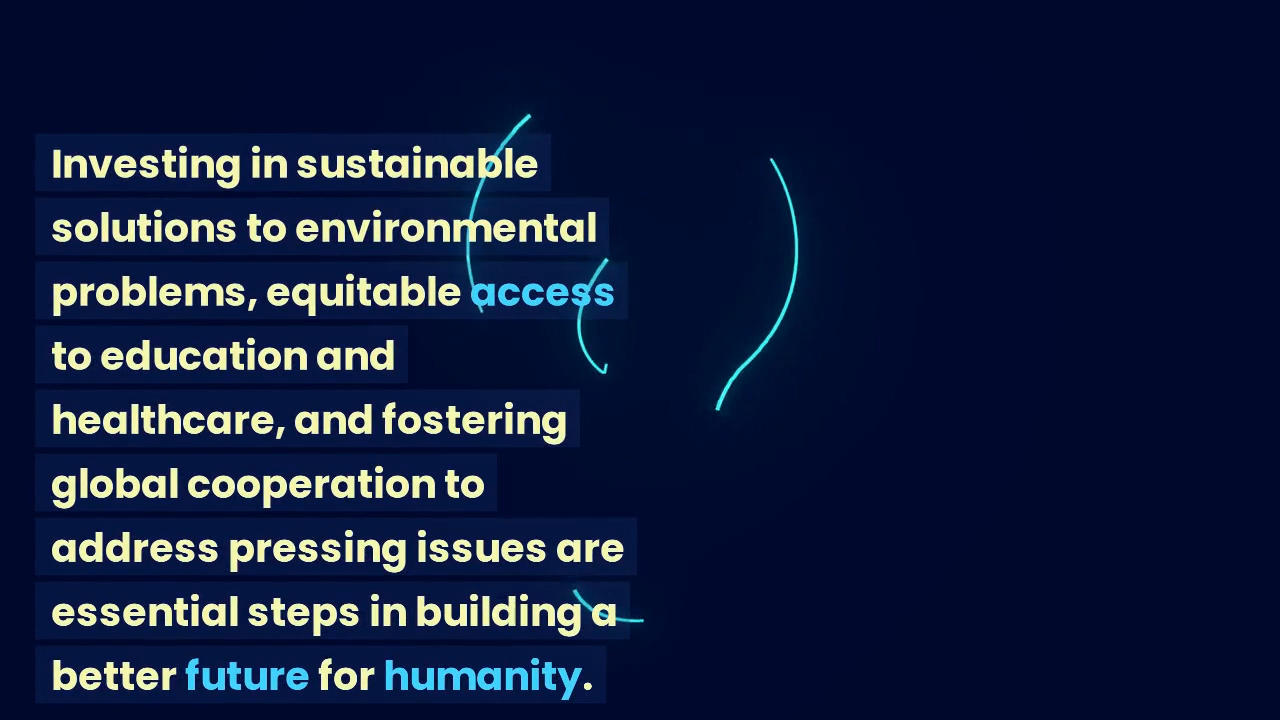 Investing in sustainable
solutions to environmental
problems, equitable access
to education and
healthcare, and fostering
global cooperation to
address pressing issues are
essential steps in building a
better future for humanity.